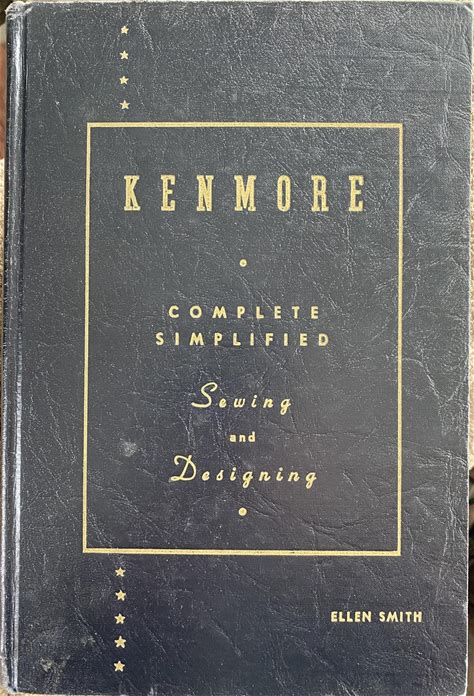 KENMORE
COMPLETE
SIMPLIFIED
Sewing
and
Designing
ELLEN SMITH